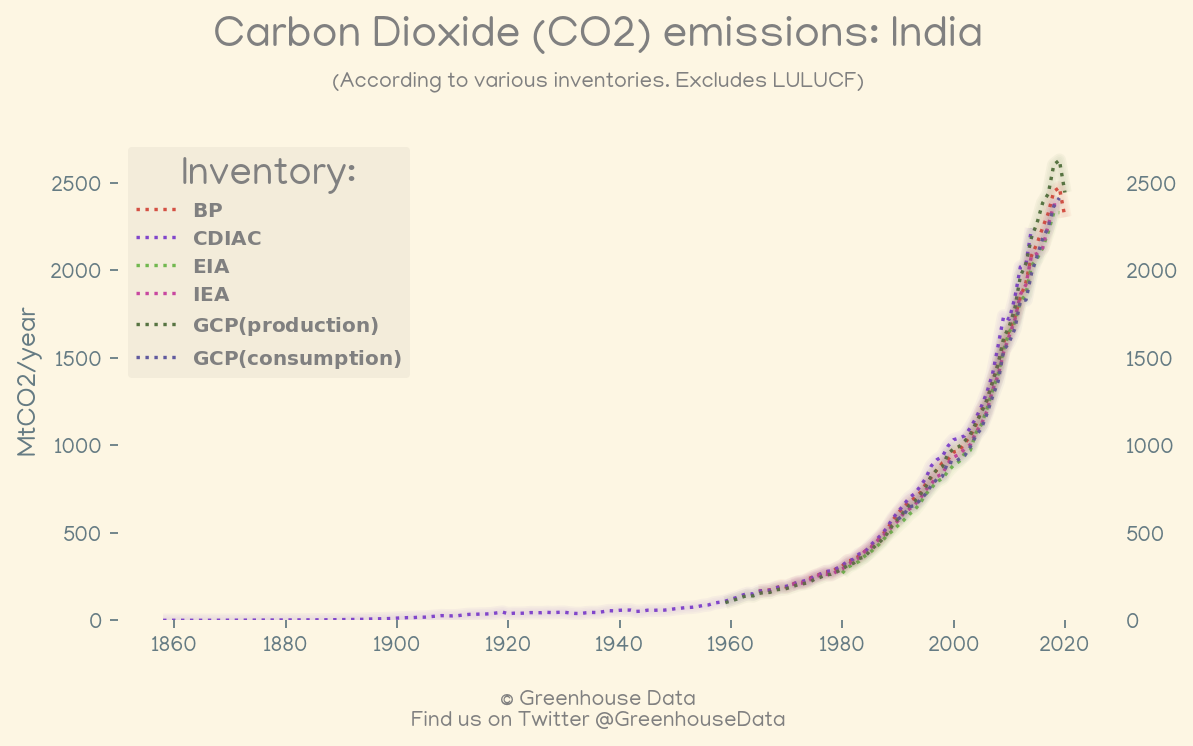 Carbon Dioxide (CO2) emissions: India
(According to various inventories. Excludes LULUCF)
Inventory:
BP
CDIAC
EIA
IEA
GCP(production)
GCP(consumption)
MtCO2/year
2500
2000
1500
1000
500
0
2500
2000
1500
1000
500
0
1860 1880 1900 1920 1940 1960 1980 2000 2020
© Greenhouse Data
Find us on Twitter @GreenhouseData